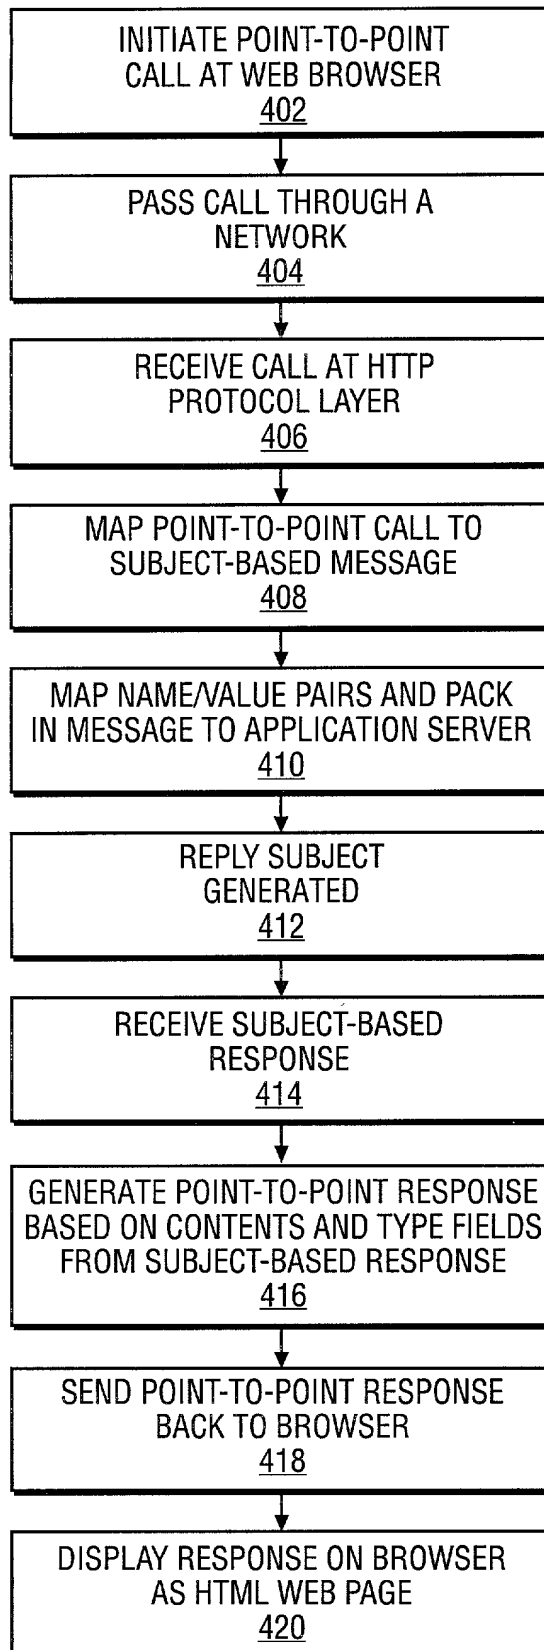 INITIATE POINT-TO-POINT
CALL AT WEB BROWSER
402
PASS CALL THROUGH A
NETWORK
404
RECEIVE CALL AT HTTP
PROTOCOL LAYER
406
MAP POINT-TO-POINT CALL TO
SUBJECT-BASED MESSAGE
408
MAP NAME/VALUE PAIRS AND PACK
IN MESSAGE TO APPLICATION SERVER
410
REPLY SUBJECT
GENERATED
412
RECEIVE SUBJECT-BASED
RESPONSE
414
GENERATE POINT-TO-POINT RESPONSE
BASED ON CONTENTS AND TYPE FIELDS
FROM SUBJECT-BASED RESPONSE
416
SEND POINT-TO-POINT RESPONSE
BACK TO BROWSER
418
DISPLAY RESPONSE ON BROWSER
AS HTML WEB PAGE
420